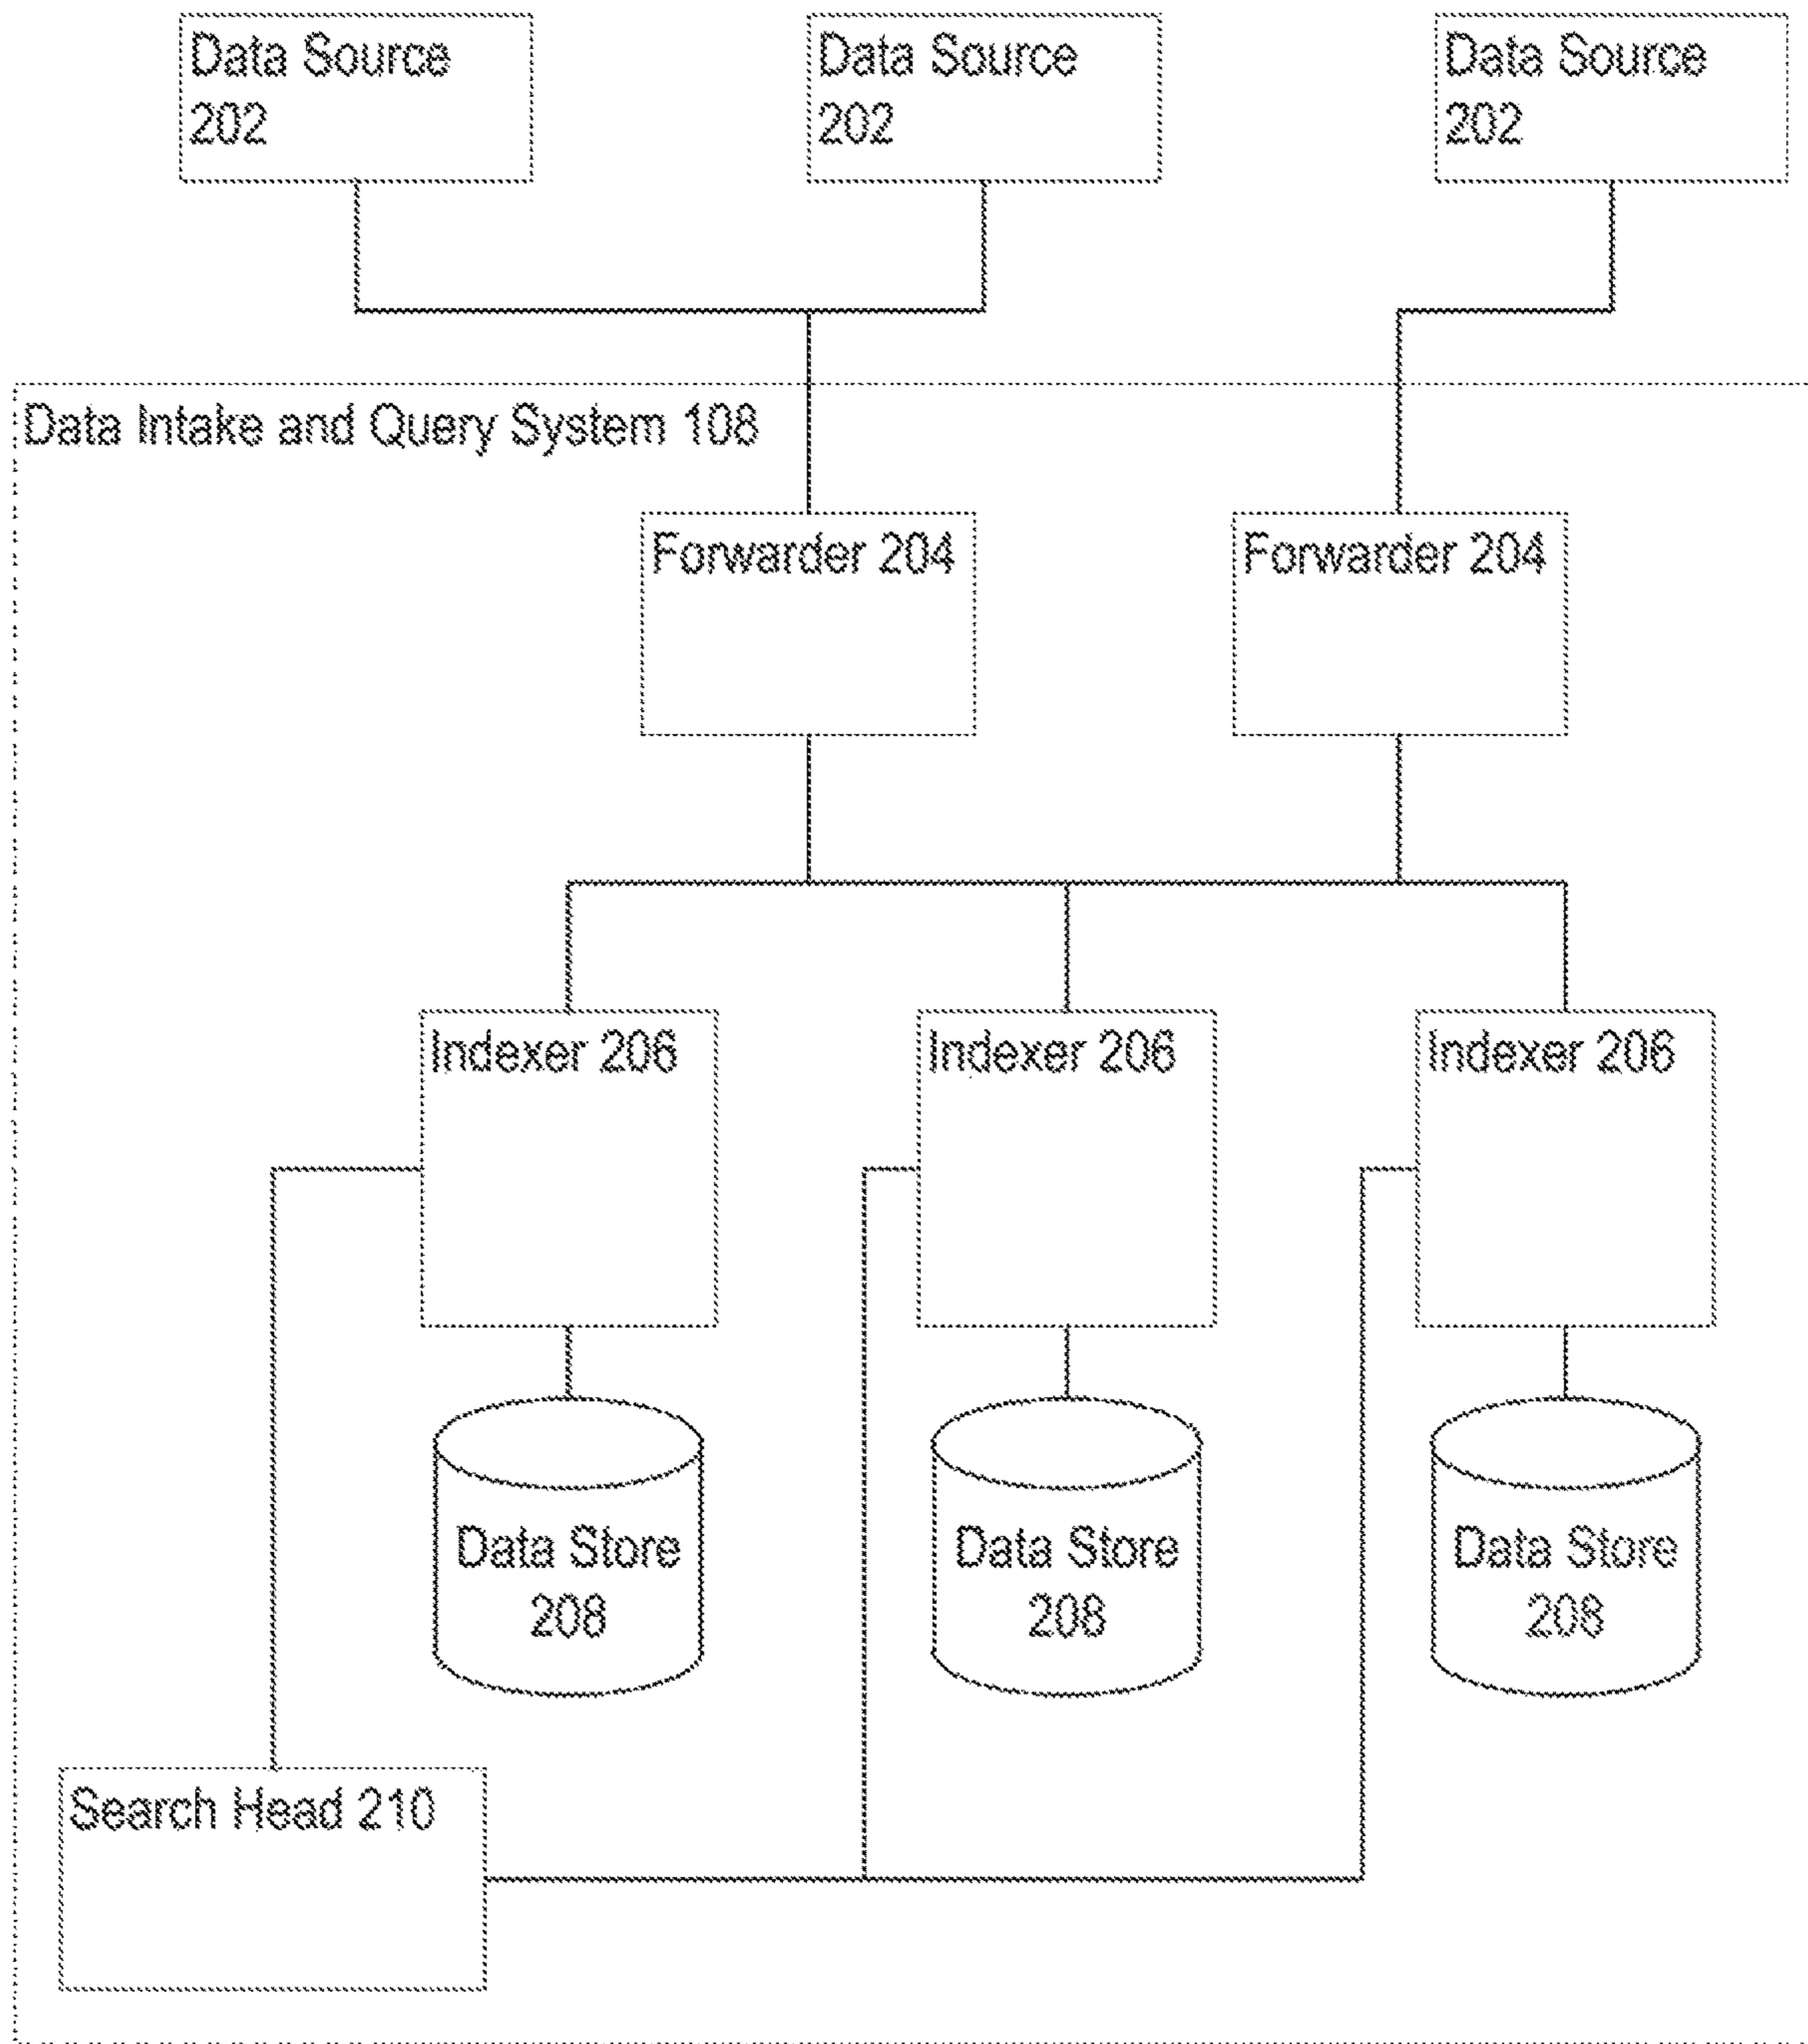 Data Source
202
Data Source
202
Data Source
202
Data Intake and Query System 108
Forwarder 204
Forwarder 204
Indexer 206
Indexer 206
Indexer 206
Data Store
208
Data Store
208
Data Store
208
Search Head 210